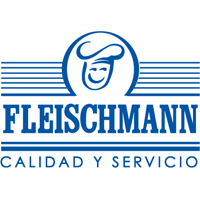 FLEISCHMANN
CALIDAD Y SERVICIO